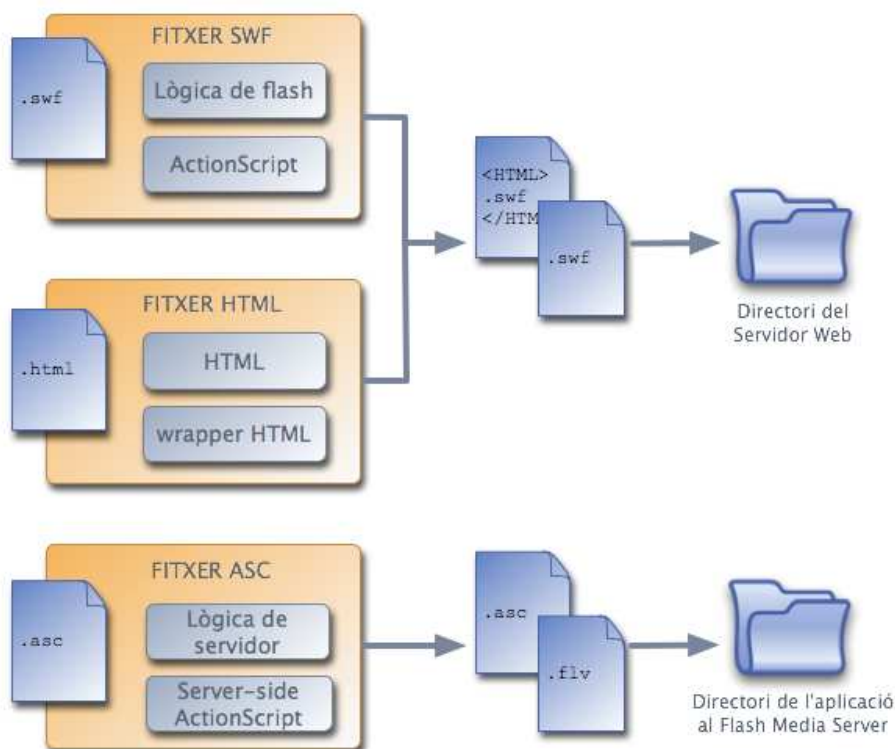 FITXER SWF
.swf
Lògica de flash
ActionScript
<HTML>
.swf
</HTM
.swf
Directori del
Servidor Web
FITXER HTML
.html
HTML
wrapper HTML
FITXER ASC
.asc
Lògica de
servidor
Server-side
ActionScript
.asc
.flv
Directori de l'aplicació
al Flash Media Server